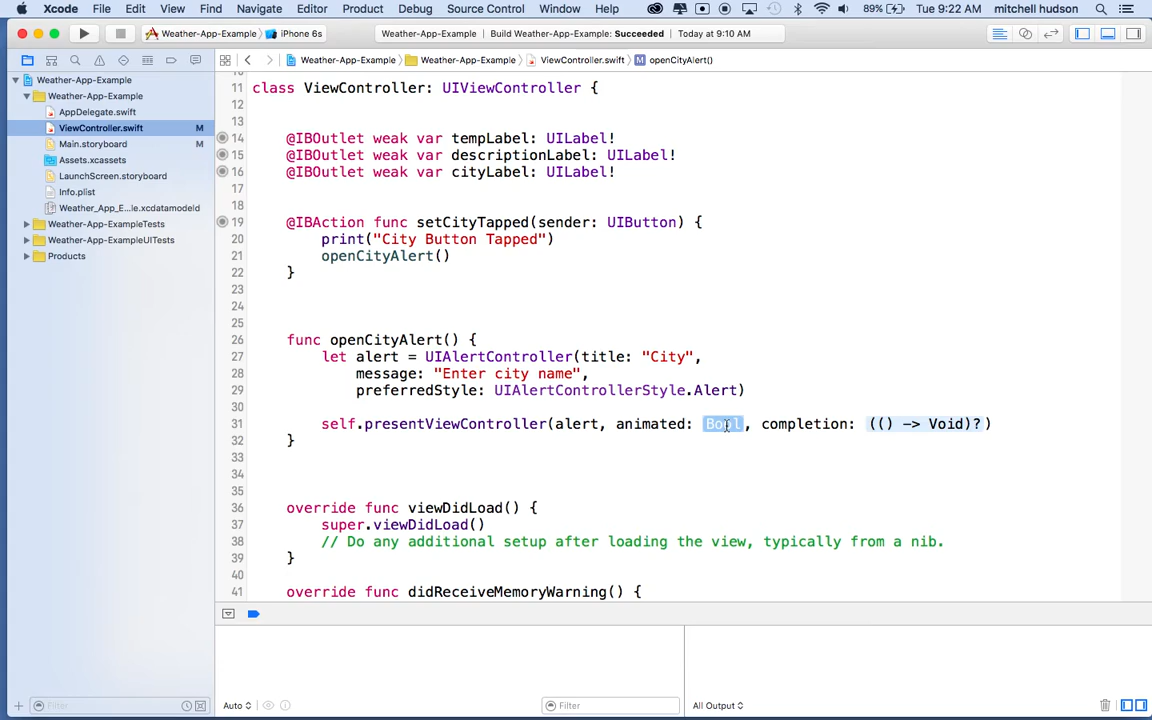 Xcode File Edit View Find Navigate Editor Product Debug Source Control Window Help 89% Tue 9:22 AM mitchell hudson
Weather-App-Example iPhone 6s Weather-App-Example Build Weather-App-Example: Succeeded Today at 9:10 AM
Weather-App-Example Weather-App-Example ViewController.swift M openCityAlert()
Weather-App-Example
Weather-App-Example
AppDelegate.swift
ViewController.swift M
Main.storyboard M
Assets.xcassets
LaunchScreen.storyboard
Info.plist
Weather_App_E...le.xcdatamodeld
Weather-App-ExampleTests
Weather-App-ExampleUITests
Products
11 class ViewController: UIViewController {
12
13
14 @IBOutlet weak var tempLabel: UILabel!
15 @IBOutlet weak var descriptionLabel: UILabel!
16 @IBOutlet weak var cityLabel: UILabel!
17
18
19 @IBAction func setCityTapped(sender: UIButton) {
20 print("City Button Tapped")
21 openCityAlert()
22 }
23
24
25
26 func openCityAlert() {
27 let alert = UIAlertController(title: "City",
28 message: "Enter city name",
29 preferredStyle: UIAlertControllerStyle.Alert)
30
31 self.presentViewController(alert, animated: Bool, completion: (() -> Void)?)
32 }
33
34
35
36 override func viewDidLoad() {
37 super.viewDidLoad()
38 // Do any additional setup after loading the view, typically from a nib.
39 }
40
41 override func didReceiveMemoryWarning() {
Filter
Auto
Filter
All Output